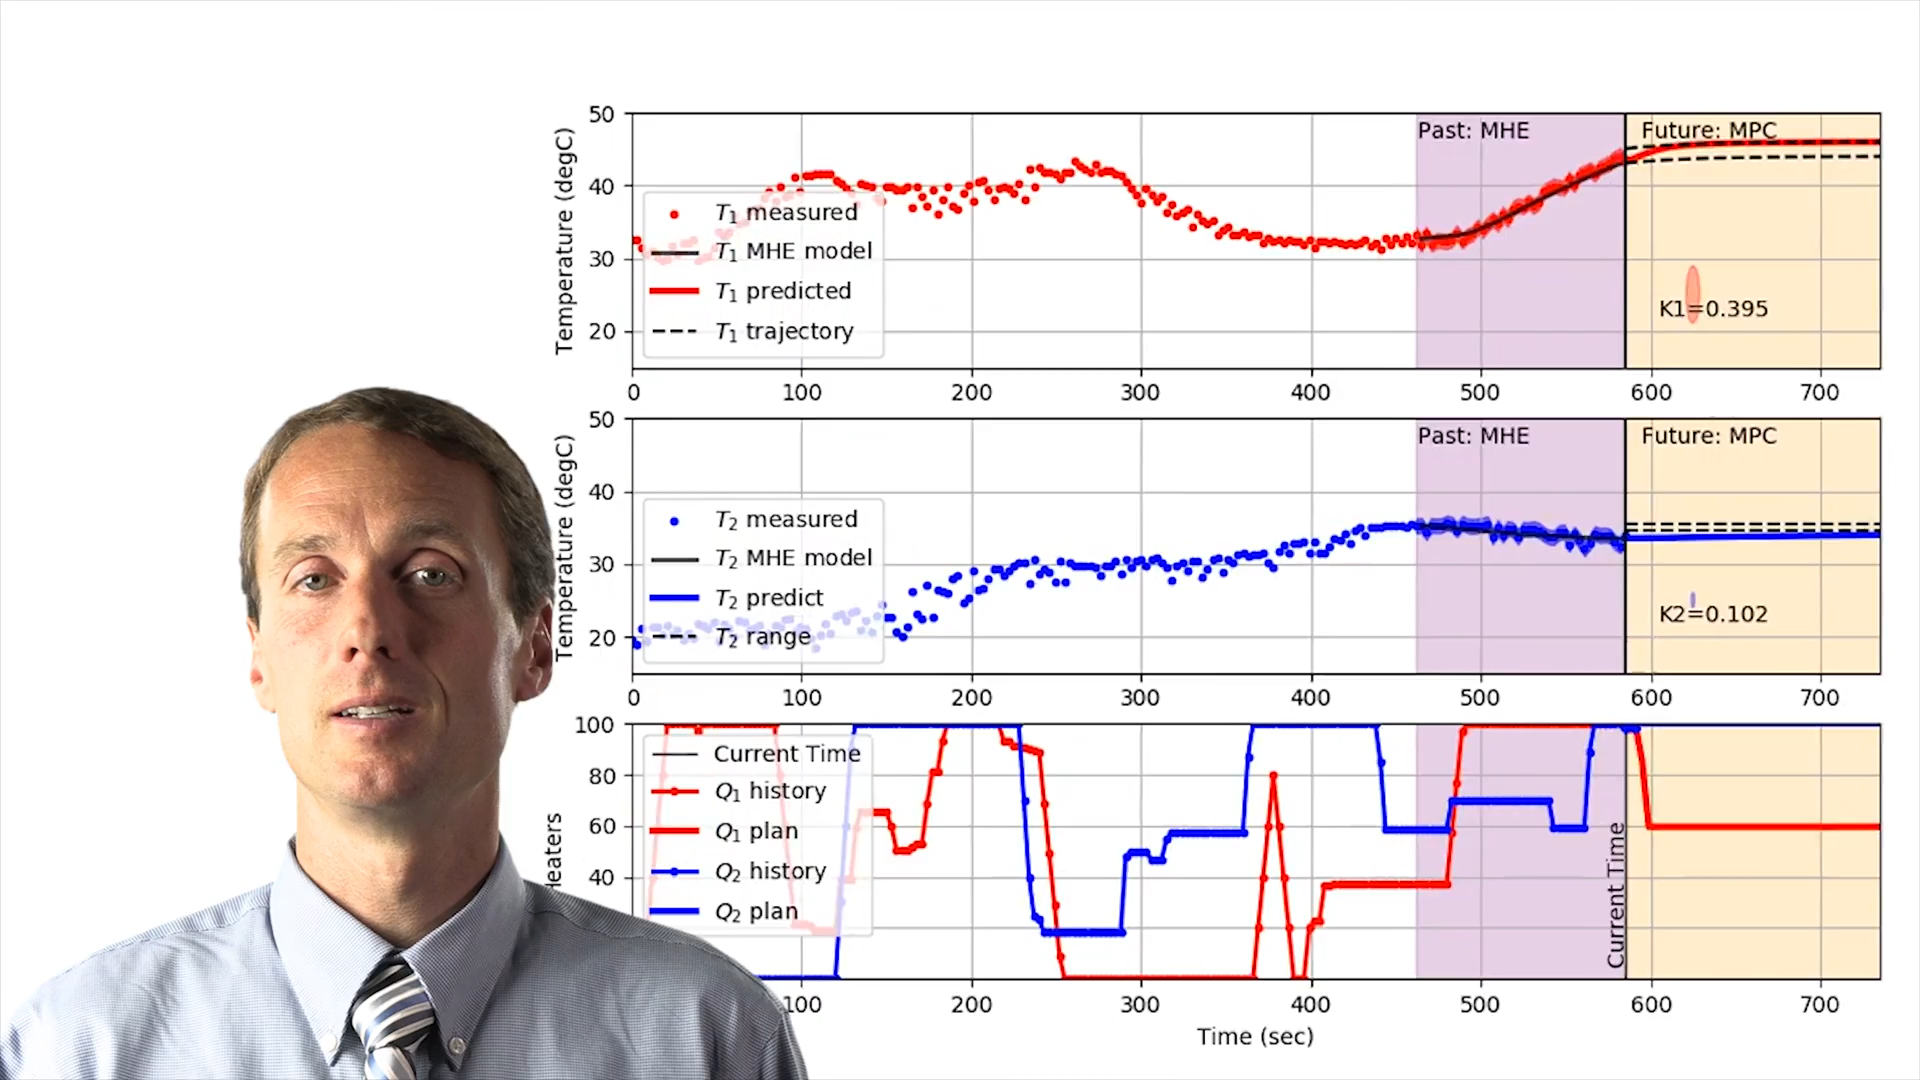 50
40
30
20
Temperature (degC)
Past: MHE
Future: MPC
T1 measured
T1 MHE model
T1 predicted
T1 trajectory
K1=0.395
0 100 200 300 400 500 600 700
50
40
30
20
Temperature (degC)
Past: MHE
Future: MPC
T2 measured
T2 MHE model
T2 predict
T2 range
K2=0.102
0 100 200 300 400 500 600 700
100
80
60
40
Heaters
Current Time
Q1 history
Q1 plan
Q2 history
Q2 plan
Current Time
100 200 300 400 500 600 700
Time (sec)